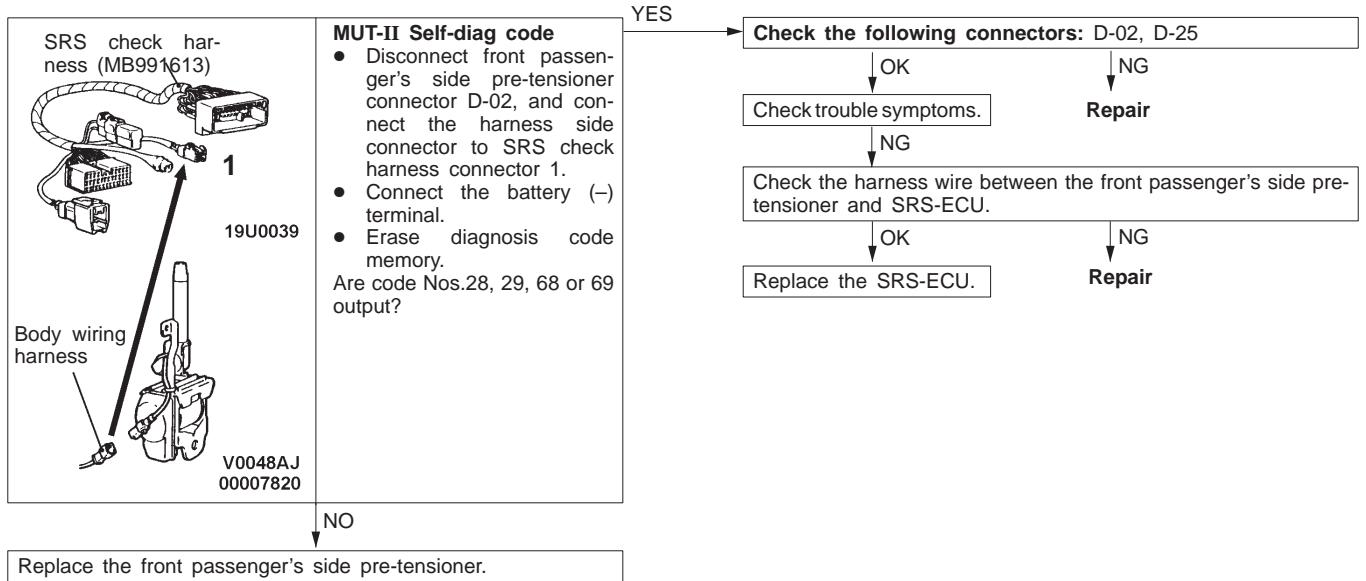 SRS check har-
ness (MB991613)
1
19U0039
Body wiring
harness
V0048AJ
00007820
MUT-II Self-diag code
● Disconnect front passen-
ger's side pre-tensioner
connector D-02, and con-
nect the harness side
connector to SRS check
harness connector 1.
● Connect the battery (–)
terminal.
● Erase diagnosis code
memory.
Are code Nos.28, 29, 68 or 69
output?
YES
Check the following connectors: D-02, D-25
OK
NG
Check trouble symptoms.
Repair
NG
Check the harness wire between the front passenger's side pre-
tensioner and SRS-ECU.
OK
NG
Replace the SRS-ECU.
Repair
NO
Replace the front passenger's side pre-tensioner.